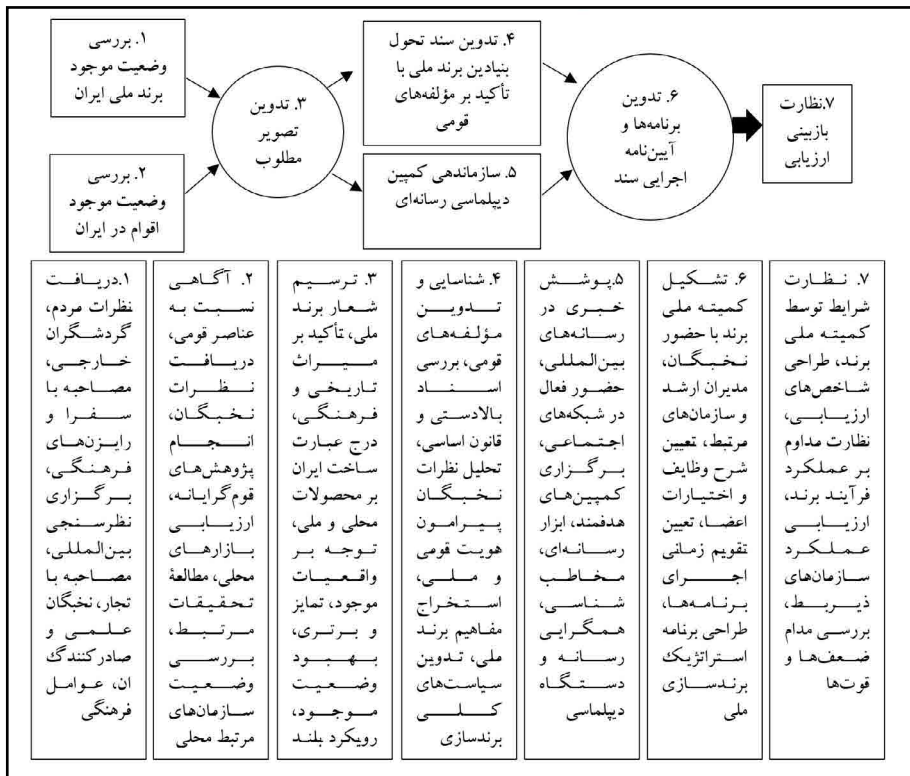 ۱. بررسی
وضعیت موجود
برند ملی ایران
۲. بررسی
وضعیت موجود
اقوام در ایران
۳. تدوین
تصویر
مطلوب
۴. تدوین سند تحول
بنیادین برند ملی با
تأکید بر مؤلفه‌های
قومی
۵. سازماندهی کمپین
دیپلماسی رسانه‌ای
۶. تدوین
برنامه‌ها و
آیین‌نامه
اجرایی سند
۷.نظارت
بازبینی
ارزیابی
۱.دریافت
نظرات مردم،
گردشگران
خارجی،
مصاحبه با
سفرا و
رایزن‌های
فرهنگی،
برگزاری
نظرسنجی
بین‌المللی،
مصاحبه با
تجار، نخبگان
علمی و
صادرکنندگ
ان، عوامل
فرهنگی
۲. آگاهی
نسبت به
عناصر قومی،
دریافت
نظرات
نخبگان،
انجام
پژوهش‌های
قوم‌گرایانه،
ارزیابی
بازارهای
محلی، مطالعهٔ
تحقیقات
مرتبط،
بررسی
وضعیت
سازمان‌های
مرتبط محلی
۳. ترسیم
شعار برند
ملی، تأکید بر
میراث
تاریخی و
فرهنگی،
درج عبارت
ساخت ایران
بر محصولات
محلی و ملی،
توجه بر
واقعیات
موجود، تمایز
و برتری،
بهبود
وضعیت
موجود،
رویکرد بلند
۴. شناسایی و
تدوین
مؤلفه‌های
قومی، بررسی
اسناد
بالادستی و
قانون اساسی،
تحلیل نظرات
نخبگان
پیرامون
هویت قومی
و ملی،
استخراج
مفاهیم برند
ملی، تدوین
سیاست‌های
کلی
برندسازی
۵.پوشش
خبری در
رسانه‌های
بین‌المللی،
حضور فعال
در شبکه‌های
اجتماعی،
برگزاری
کمپین‌های
هدفمند، ابزار
رسانه‌ای،
مخاطب
شناسی،
همگرایی
رسانه و
دستگاه
دیپلماسی
۶. تشکیل
کمیته ملی
برند با حضور
نخبگان،
مدیران ارشد
و سازمان‌های
مرتبط، تعیین
شرح وظایف
و اختیارات
اعضا، تعیین
تقویم زمانی
اجرای
برنامه‌ها،
طراحی برنامه
استراتژیک
برندسازی
ملی
۷. نظارت
شرایط توسط
کمیته ملی
برند، طراحی
شاخص‌های
ارزیابی،
نظارت مداوم
بر عملکرد
فرآیند برند،
ارزیابی
عملکرد
سازمان‌های
ذیربط،
بررسی مدام
ضعف‌ها و
قوت‌ها